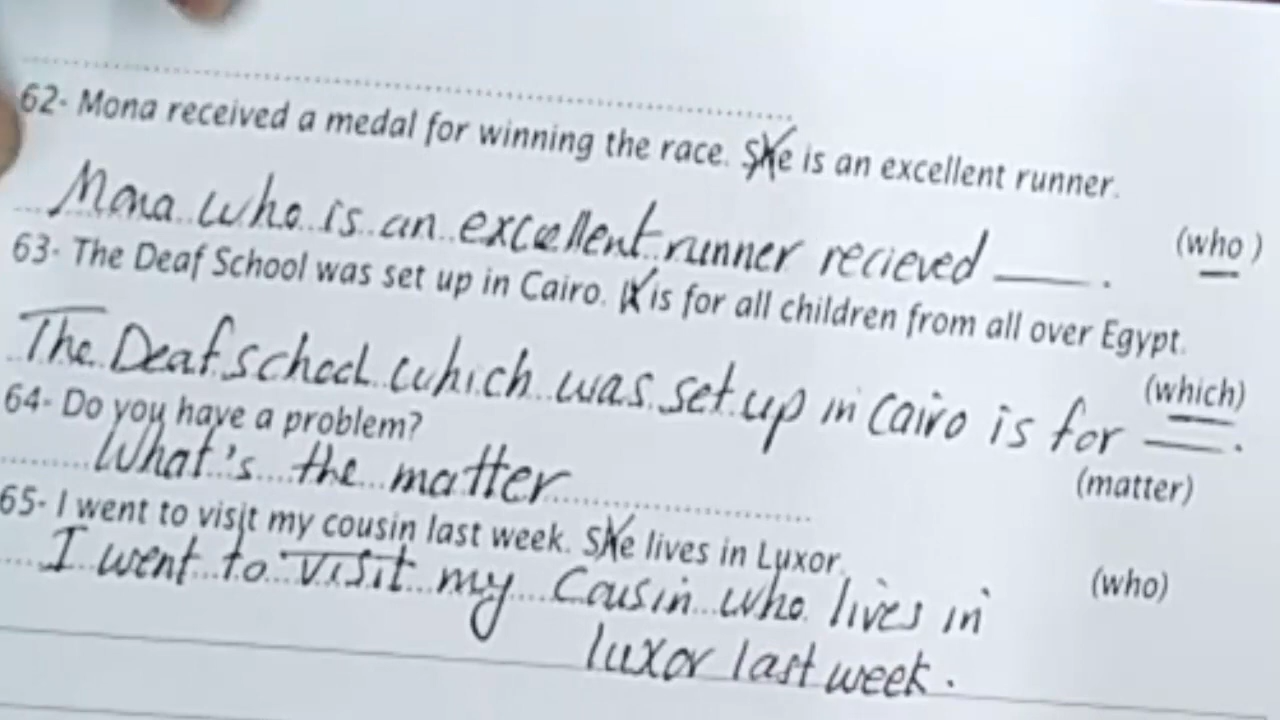 62- Mona received a medal for winning the race. She is an excellent runner.
Mona who is an excellent runner recieved ___ .
(who )
63- The Deaf School was set up in Cairo. It is for all children from all over Egypt.
The Deaf school which was set up in Cairo is for ___ .
(which)
64- Do you have a problem?
What's the matter
(matter)
65- I went to visit my cousin last week. She lives in Luxor.
I went to visit my Cousin who lives in
luxor last week.
(who)